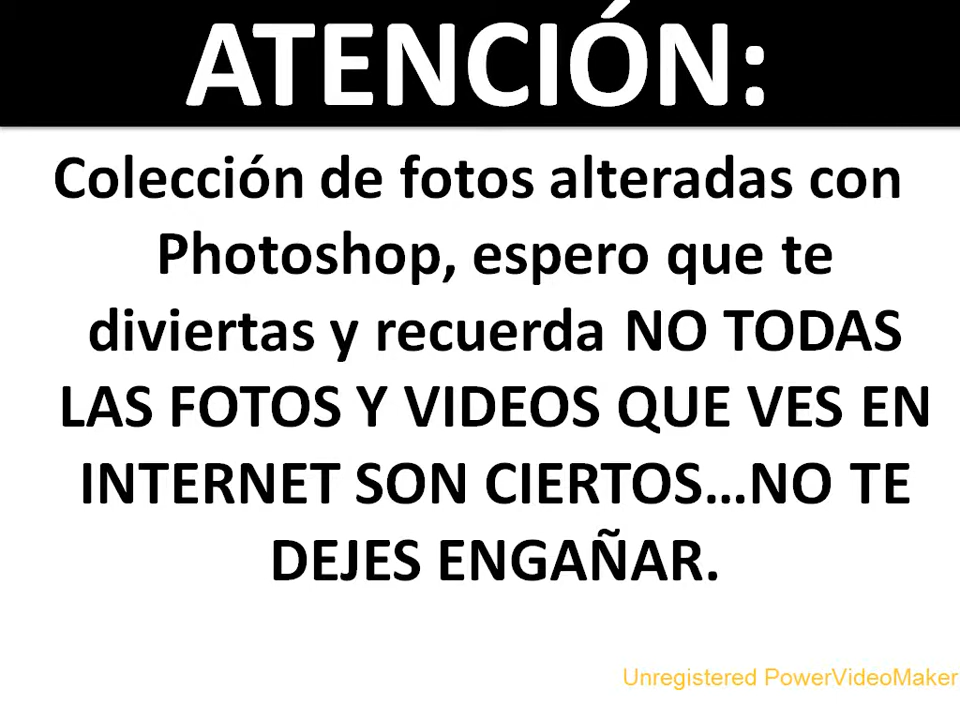 ATENCIÓN:
Colección de fotos alteradas con
Photoshop, espero que te
diviertas y recuerda NO TODAS
LAS FOTOS Y VIDEOS QUE VES EN
INTERNET SON CIERTOS...NO TE
DEJES ENGAÑAR.
Unregistered PowerVideoMaker